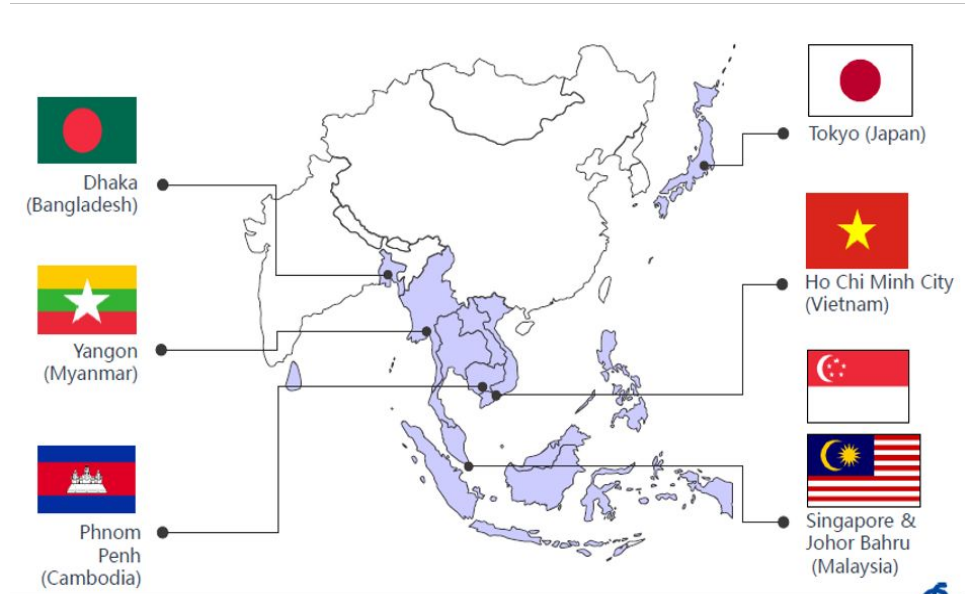 Dhaka
(Bangladesh)
Yangon
(Myanmar)
Phnom
Penh
(Cambodia)
Tokyo (Japan)
Ho Chi Minh City
(Vietnam)
Singapore &
Johor Bahru
(Malaysia)